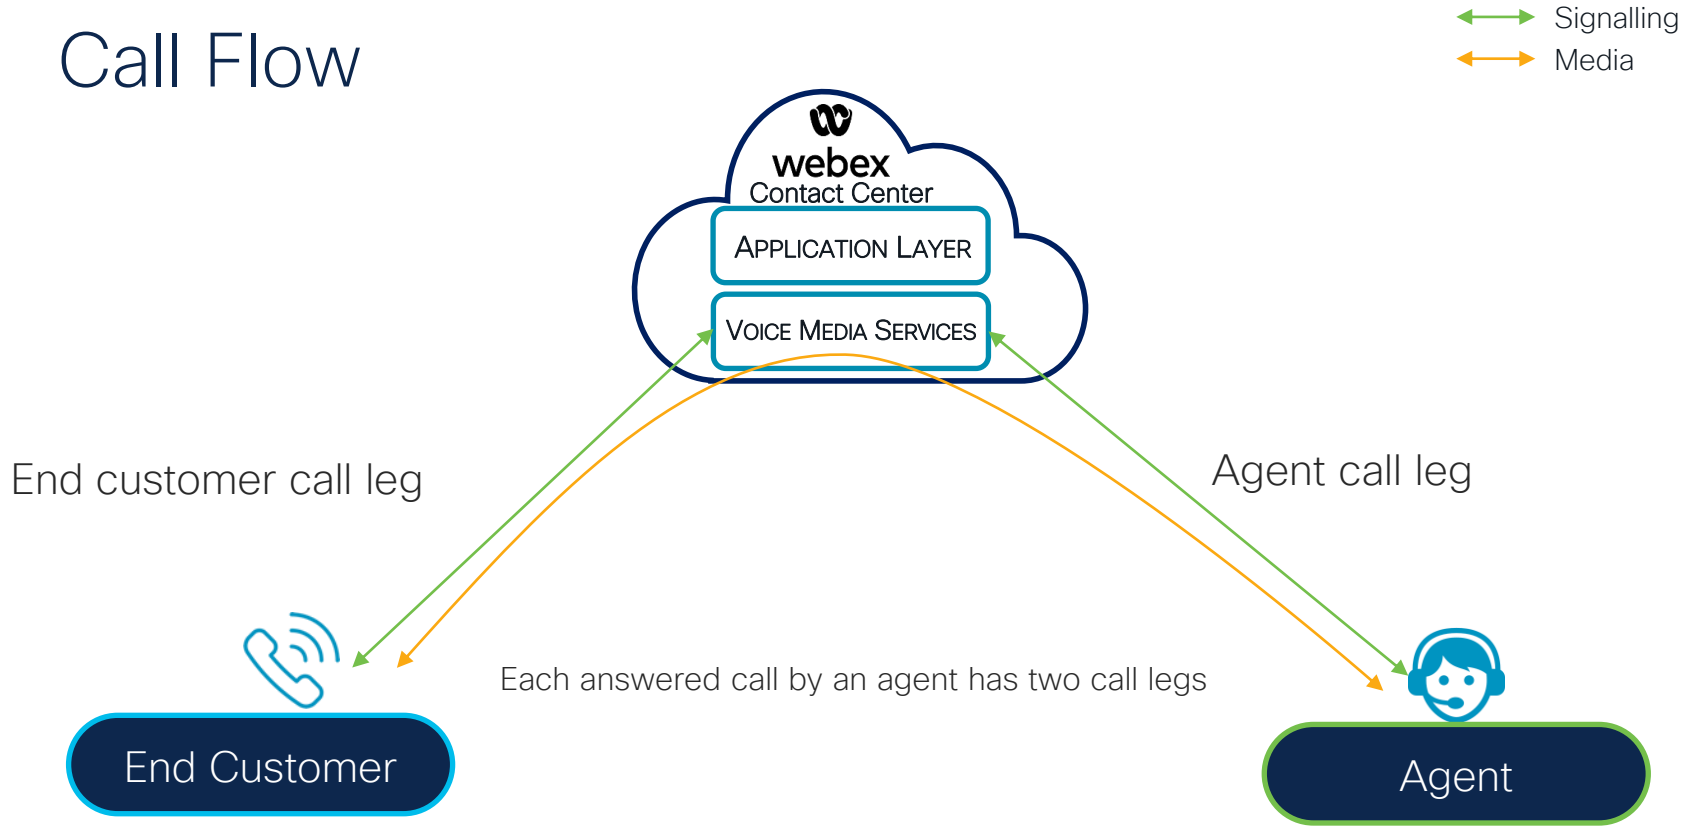 Call Flow
Signalling
Media
webex
Contact Center
APPLICATION LAYER
VOICE MEDIA SERVICES
End customer call leg
Agent call leg
Each answered call by an agent has two call legs
End Customer
Agent